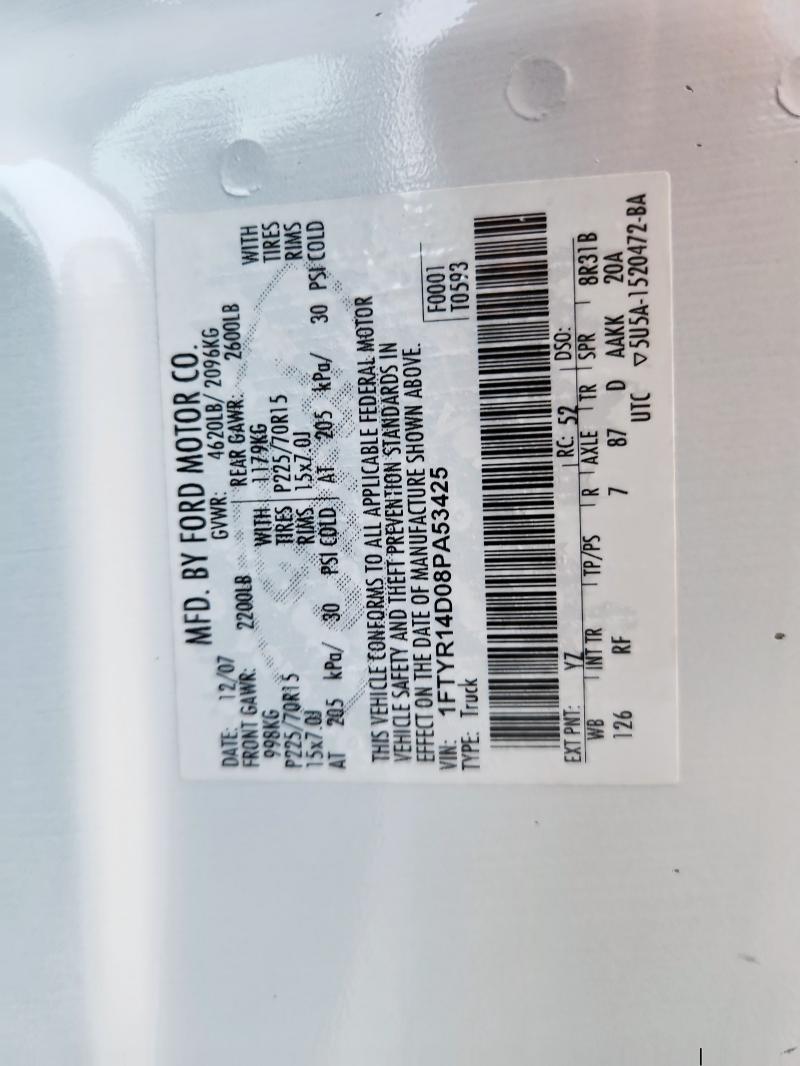 MFD. BY FORD MOTOR CO.
DATE: 12/07 GVWR: 4620LB/ 2096KG
FRONT GAWR: 2200LB REAR GAWR: 2600LB
998KG WITH 1179KG WITH
P225/70R15 TIRES P225/70R15 TIRES
15x7.0J RIMS 15x7.0J RIMS
AT 205 kPa/ 30 PSI COLD AT 205 kPa/ 30 PSI COLD
THIS VEHICLE CONFORMS TO ALL APPLICABLE FEDERAL MOTOR
VEHICLE SAFETY AND THEFT PREVENTION STANDARDS IN
EFFECT ON THE DATE OF MANUFACTURE SHOWN ABOVE.
VIN: 1FTYR14D08PA53425 F0001
TYPE: Truck T0593
EXT PNT: YZ RC: 52 DSO:
WB INT TR TP/PS R AXLE TR SPR 8R31B
126 RF 7 87 D AAKK 20A
UTC ▽5U5A-1520472-BA